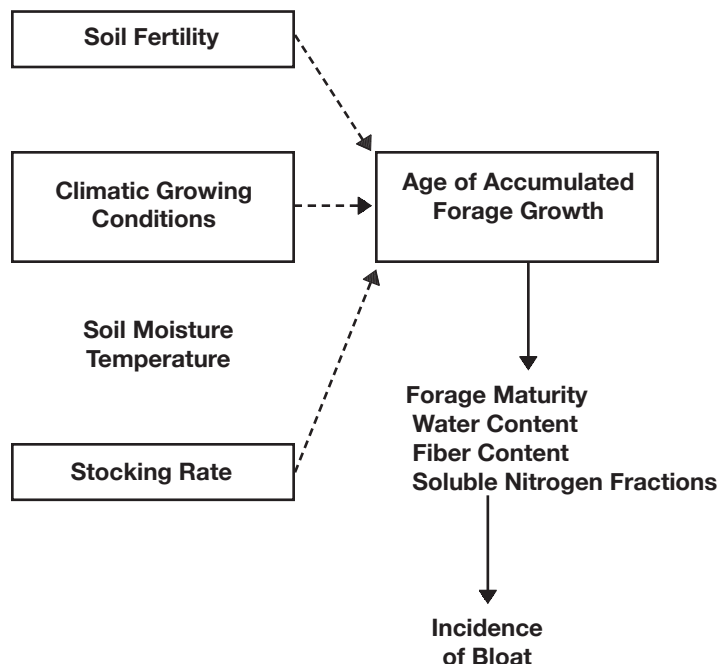 Soil Fertility
Climatic Growing
Conditions
Age of Accumulated
Forage Growth
Soil Moisture
Temperature
Forage Maturity
Water Content
Fiber Content
Soluble Nitrogen Fractions
Stocking Rate
Incidence
of Bloat